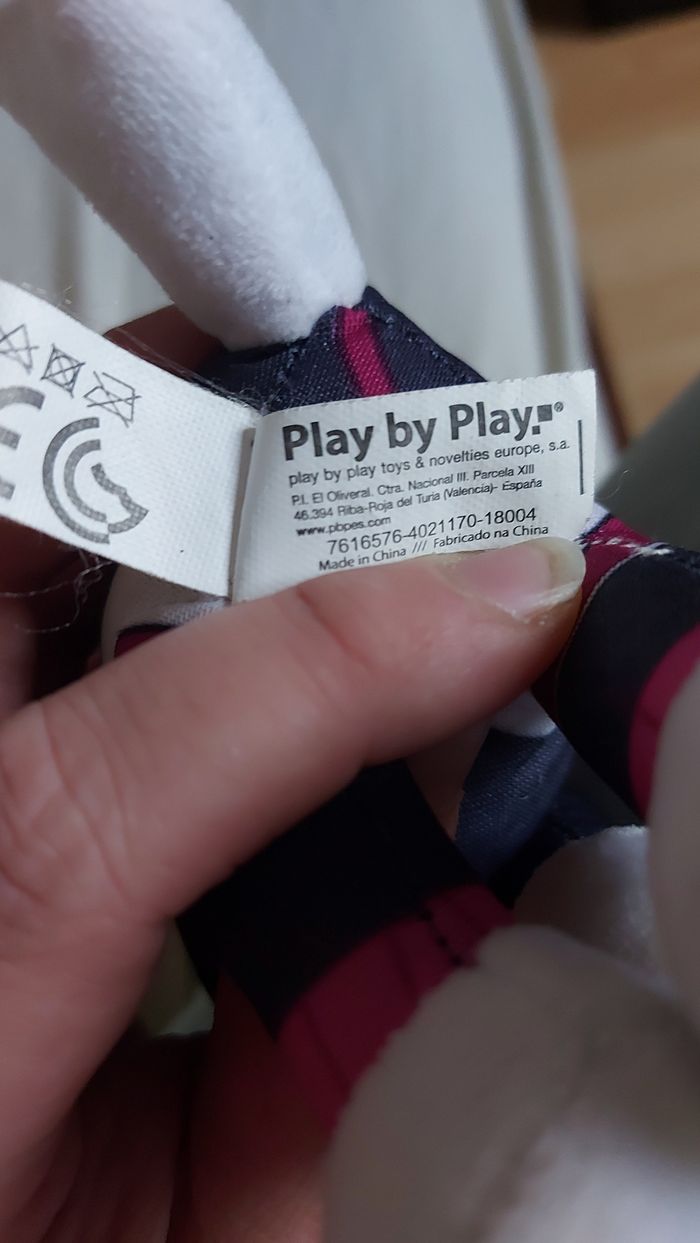 Play by Play.®
play by play toys & novelties europe, s.a.
P.I. El Oliveral. Ctra. Nacional III. Parcela XIII
46.394 Riba-Roja del Turia (Valencia)- España
www.pbpes.com
7616576-4021170-18004
Made in China /// Fabricado na China
CE